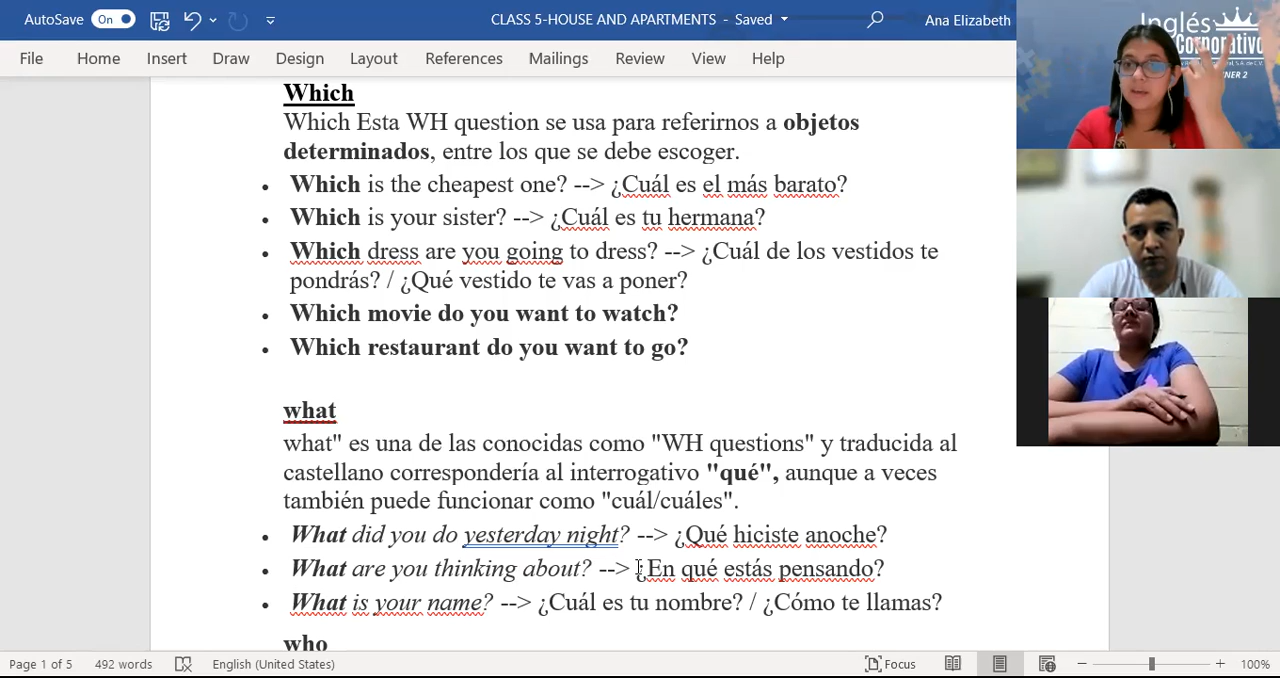 AutoSave On CLASS 5-HOUSE AND APARTMENTS - Saved Ana Elizabeth
File Home Insert Draw Design Layout References Mailings Review View Help
Inglés
Corporativo
Which
Which Esta WH question se usa para referirnos a objetos
determinados, entre los que se debe escoger.
• Which is the cheapest one? --> ¿Cuál es el más barato?
• Which is your sister? --> ¿Cuál es tu hermana?
• Which dress are you going to dress? --> ¿Cuál de los vestidos te
pondrás? / ¿Qué vestido te vas a poner?
• Which movie do you want to watch?
• Which restaurant do you want to go?
what
what" es una de las conocidas como "WH questions" y traducida al
castellano correspondería al interrogativo "qué", aunque a veces
también puede funcionar como "cuál/cuáles".
• What did you do yesterday night? --> ¿Qué hiciste anoche?
• What are you thinking about? --> ¿En qué estás pensando?
• What is your name? --> ¿Cuál es tu nombre? / ¿Cómo te llamas?
who
Page 1 of 5 492 words English (United States) Focus 100%